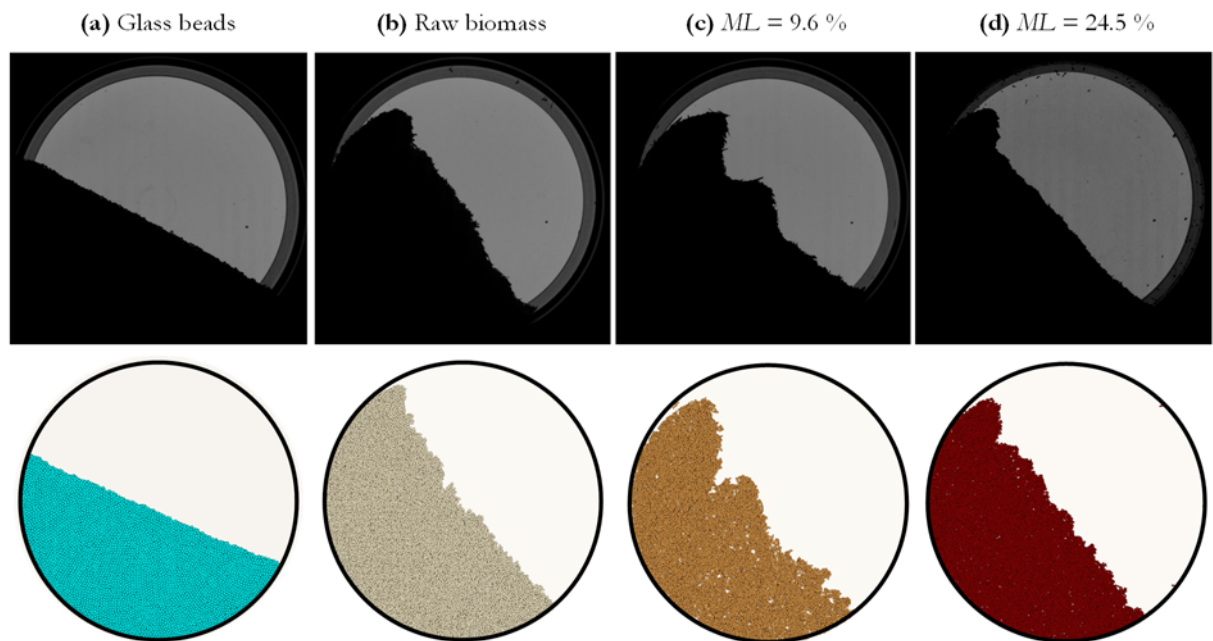 (a) Glass beads
(b) Raw biomass
(c) ML = 9.6 %
(d) ML = 24.5 %